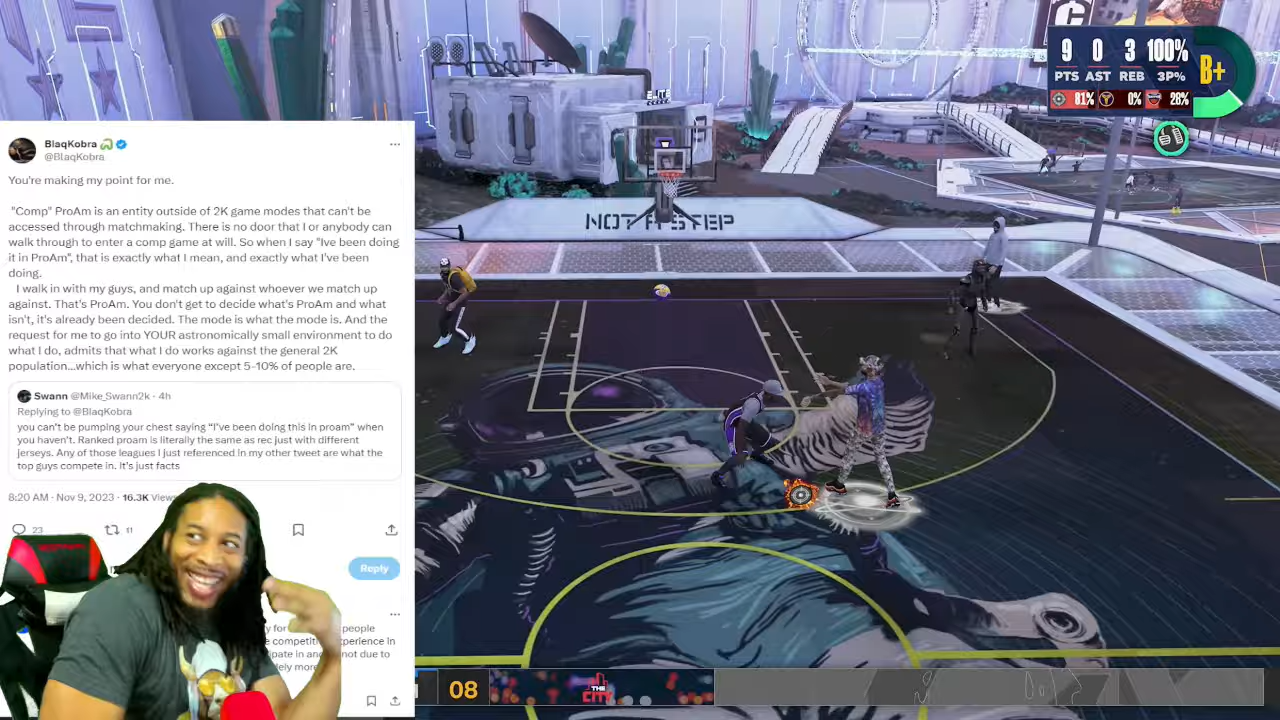 BlaqKobra
@BlaqKobra
You're making my point for me.
"Comp" ProAm is an entity outside of 2K game modes that can't be
accessed through matchmaking. There is no door that I or anybody can
walk through to enter a comp game at will. So when I say "Ive been doing
it in ProAm", that is exactly what I mean, and exactly what I've been
doing.
I walk in with my guys, and match up against whoever we match up
against. That's ProAm. You don't get to decide what's ProAm and what
isn't, it's already been decided. The mode is what the mode is. And the
request for me to go into YOUR astronomically small environment to do
what I do, admits that what I do works against the general 2K
population...which is what everyone except 5-10% of people are.
Swann @Mike_Swann2k · 4h
Replying to @BlaqKobra
you can't be pumping your chest saying "I've been doing this in proam" when
you haven't. Ranked proam is literally the same as rec just with different
jerseys. Any of those leagues I just referenced in my other tweet are what the
top guys compete in. It's just facts
8:20 AM · Nov 9, 2023 · 16.3K
23
11
Reply
people
experience in
not due to
9 0 3 100% B+
PTS AST REB 3P%
81% 0% 28%
ELITE
NOT A STEP
08
THE CITY